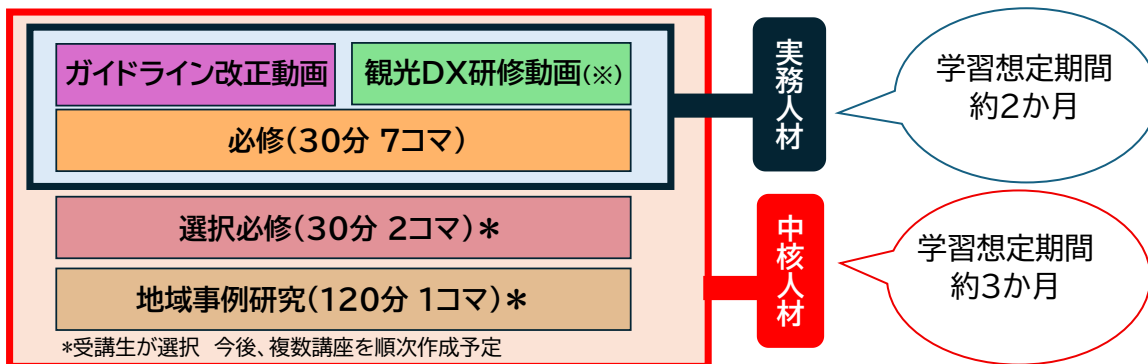 ガイドライン改正動画
観光DX研修動画(※)
必修(30分 7コマ)
選択必修(30分 2コマ)*
地域事例研究(120分 1コマ)*
*受講生が選択 今後、複数講座を順次作成予定
実務人材
学習想定期間
約2か月
中核人材
学習想定期間
約3か月